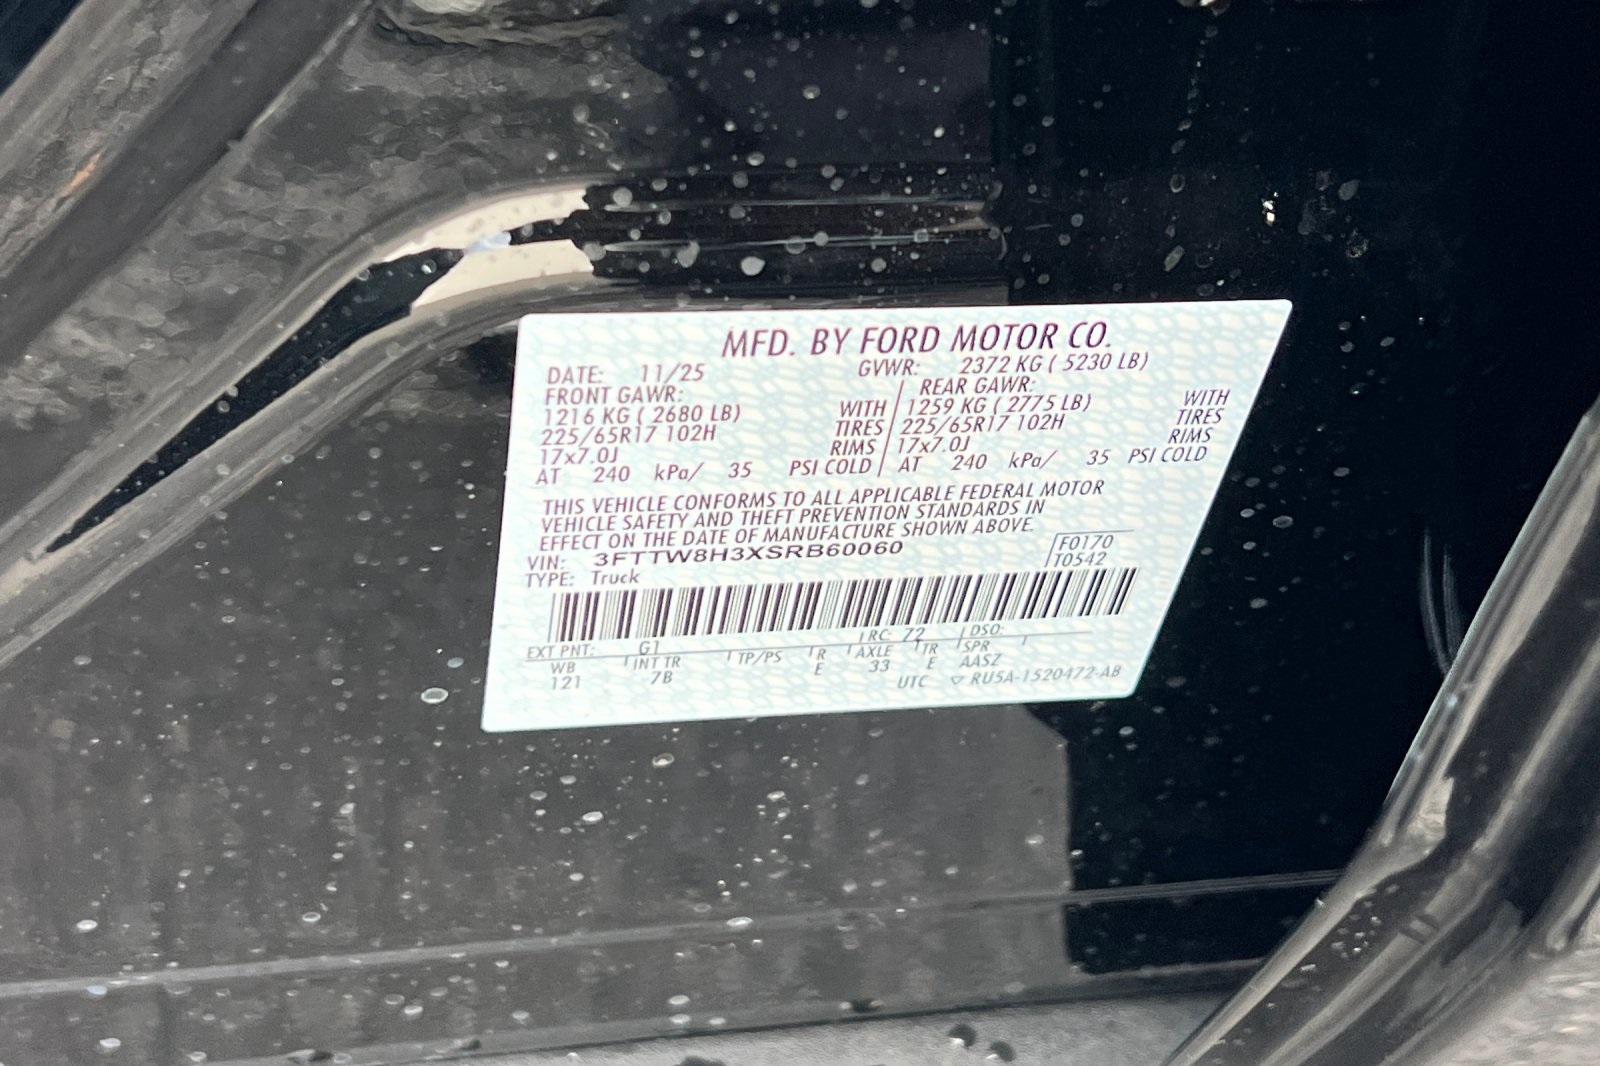 MFD. BY FORD MOTOR CO.
DATE: 11/25 GVWR: 2372 KG ( 5230 LB)
FRONT GAWR: REAR GAWR:
1216 KG ( 2680 LB) WITH 1259 KG ( 2775 LB) WITH
225/65R17 102H TIRES 225/65R17 102H TIRES
17x7.0J RIMS 17x7.0J RIMS
AT 240 kPa/ 35 PSI COLD AT 240 kPa/ 35 PSI COLD
THIS VEHICLE CONFORMS TO ALL APPLICABLE FEDERAL MOTOR
VEHICLE SAFETY AND THEFT PREVENTION STANDARDS IN
EFFECT ON THE DATE OF MANUFACTURE SHOWN ABOVE.
VIN: 3FTTW8H3XSRB60060 F0170
TYPE: Truck T0542
EXT PNT: G1 RC: 72 DSO:
WB INT TR TP/PS R AXLE TR SPR
121 7B E 33 E AASZ
UTC RU5A-1520472-AB